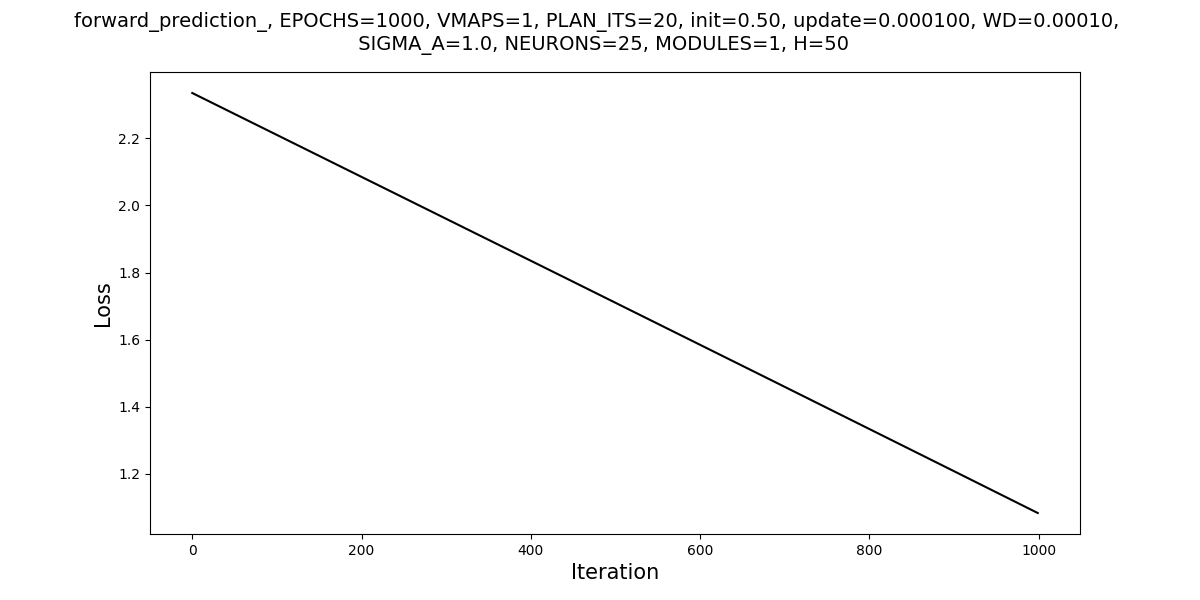 forward_prediction_, EPOCHS=1000, VMAPS=1, PLAN_ITS=20, init=0.50, update=0.000100, WD=0.00010,
SIGMA_A=1.0, NEURONS=25, MODULES=1, H=50
2.2
2.0
1.8
1.6
1.4
1.2
Loss
0 200 400 600 800 1000
Iteration